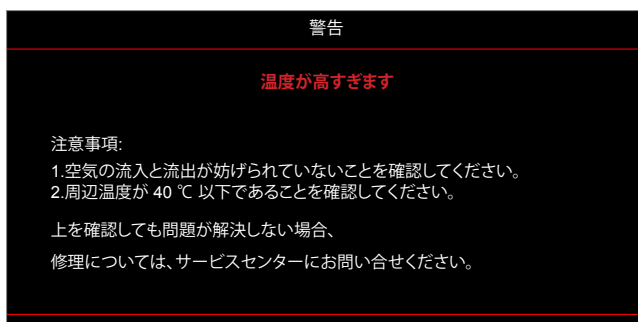 警告
温度が高すぎます
注意事項:
1.空気の流入と流出が妨げられていないことを確認してください。
2.周辺温度が 40 ℃ 以下であることを確認してください。
上を確認しても問題が解決しない場合、
修理については、サービスセンターにお問い合せください。